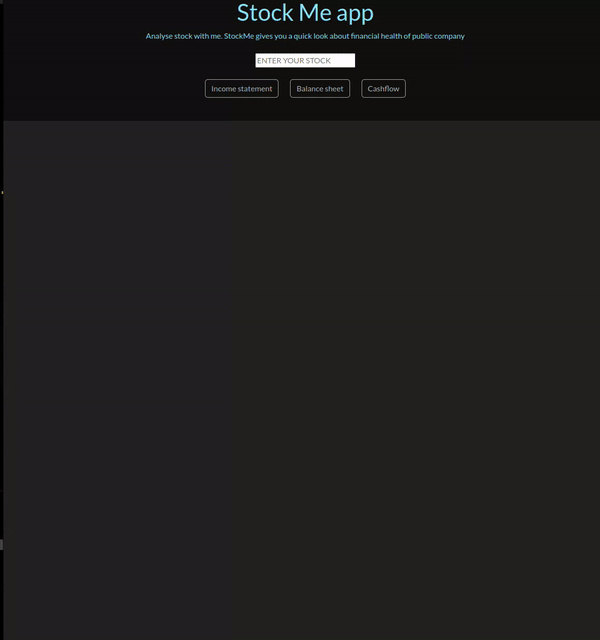 Stock Me app
Analyse stock with me. StockMe gives you a quick look about financial health of public company
ENTER YOUR STOCK
Income statement Balance sheet Cashflow